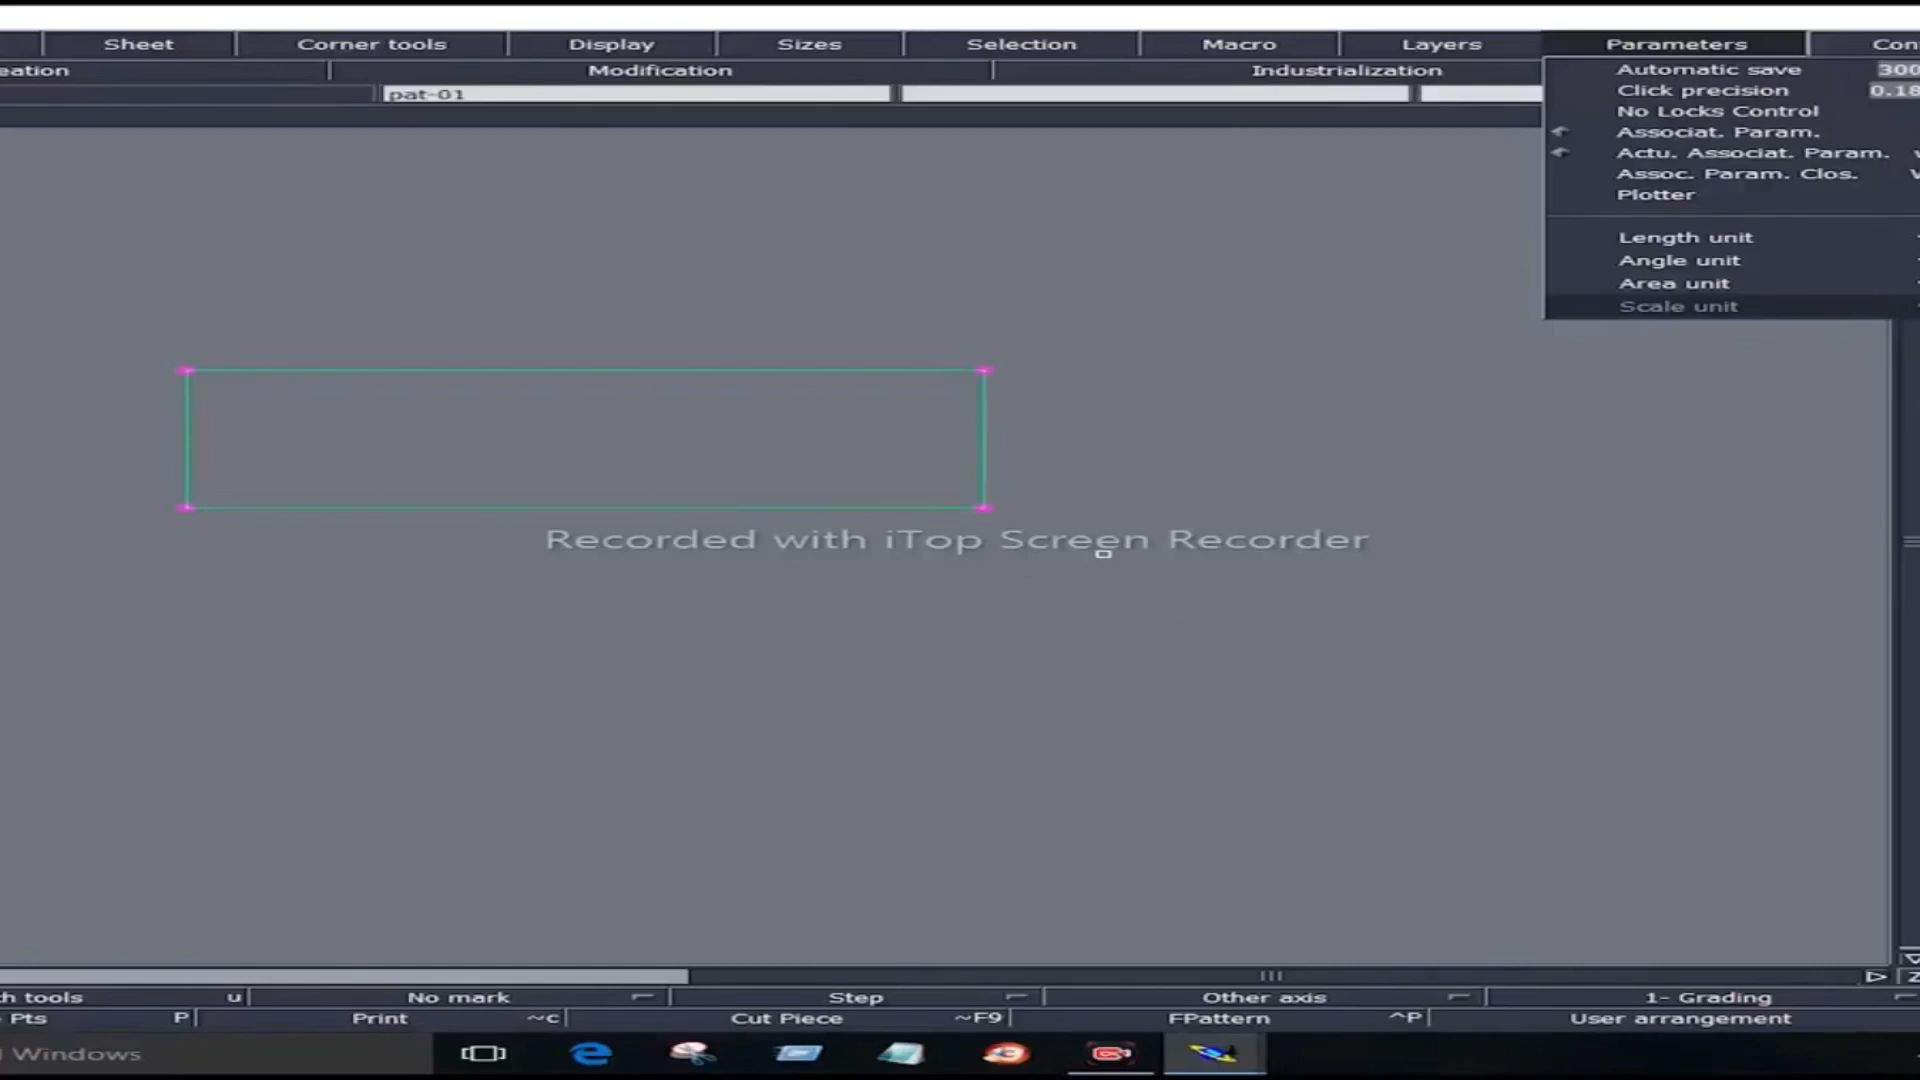 Sheet Corner tools Display Sizes Selection Macro Layers Parameters Con
eation Modification Industrialization
pat-01
Automatic save 300
Click precision 0.18
No Locks Control
Associat. Param.
Actu. Associat. Param.
Assoc. Param. Clos.
Plotter
Length unit
Angle unit
Area unit
Scale unit
Recorded with iTop Screen Recorder
h tools u No mark Step Other axis 1- Grading
Pts P Print ~c Cut Piece ~F9 FPattern ^P User arrangement
Windows